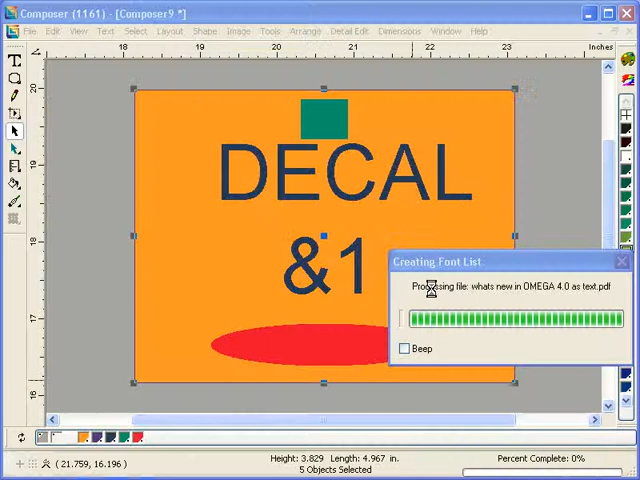 Composer (1161) - [Composer9 *]
File Edit View Text Select Layout Shape Image Tools Arrange Detail Edit Dimensions Window Help
18 19 20 21 22 23 Inches
20
19
18
17
16
DECAL
&1
Creating Font List
Processing file: whats new in OMEGA 4.0 as text.pdf
Beep
(21.759, 16.196)
Height: 3.829 Length: 4.967 in.
5 Objects Selected
Percent Complete: 0%